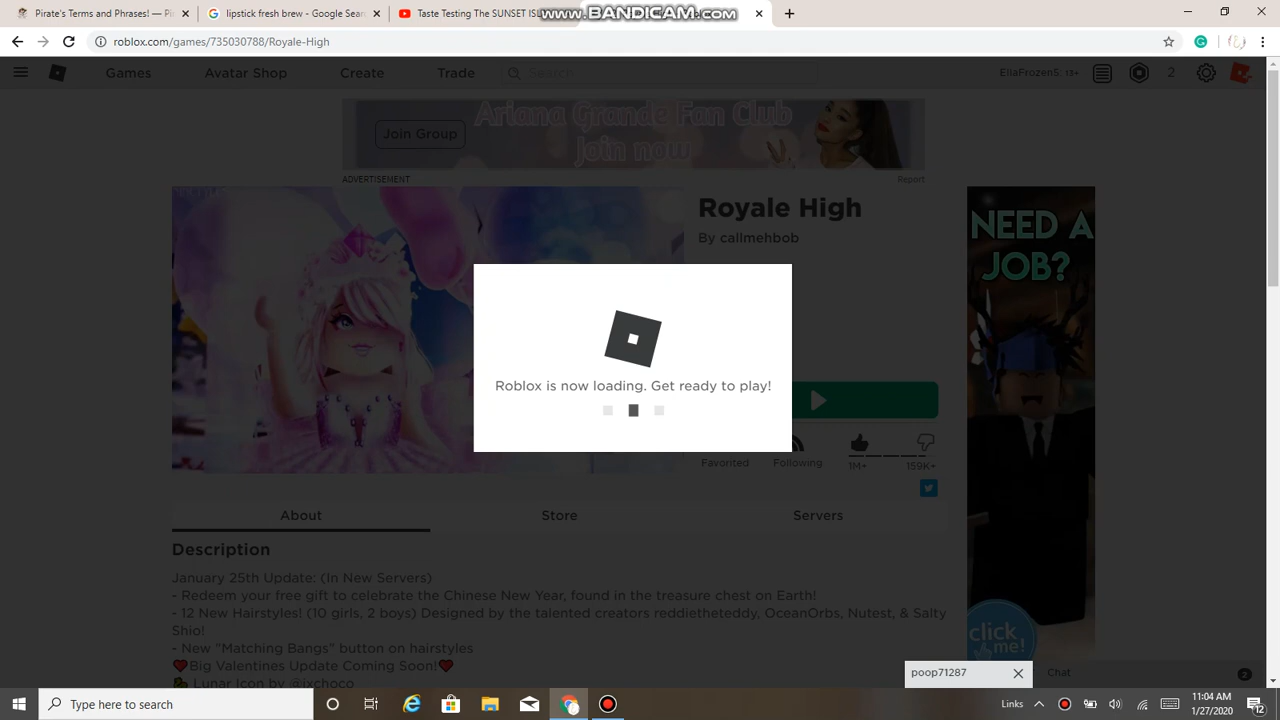 Pirate's Terms and Phrases — Pi
lipstick fresh brew - Google
Taste Testing The SUNSET ISL
www.BANDICAM.com
roblox.com/games/735030788/Royale-High
Games
Avatar Shop
Create
Trade
Search
EllaFrozen5: 13+
2
Ariana Grande Fan Club
Join Group
Join now
ADVERTISEMENT
Report
Royale High
By callmehbob
NEED A
JOB?
Roblox is now loading. Get ready to play!
Favorited
Following
1M+
159K+
About
Store
Servers
Description
January 25th Update: (In New Servers)
- Redeem your free gift to celebrate the Chinese New Year, found in the treasure chest on Earth!
- 12 New Hairstyles! (10 girls, 2 boys) Designed by the talented creators reddietheteddy, OceanOrbs, Nutest, & Salty
Shio!
- New "Matching Bangs" button on hairstyles
❤Big Valentines Update Coming Soon!❤
Lunar Icon by @ixchoco
click
me!
poop71287
Chat
2
Type here to search
Links
11:04 AM
1/27/2020
12